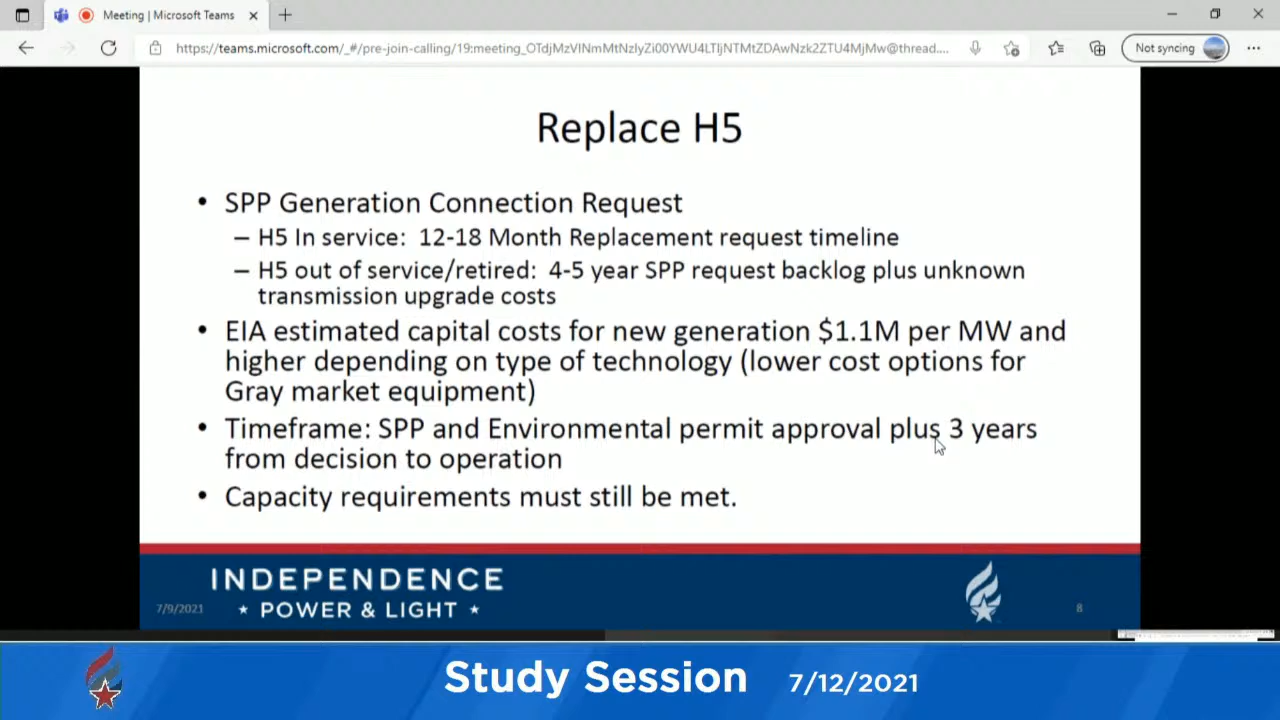 Meeting | Microsoft Teams
https://teams.microsoft.com/_#/pre-join-calling/19:meeting_OTdjMzVlNmMtNzIyZi00YWU4LTljNTMtZDAwNzk2ZTU4MjMw@thread....
Not syncing
Replace H5
• SPP Generation Connection Request
– H5 In service: 12-18 Month Replacement request timeline
– H5 out of service/retired: 4-5 year SPP request backlog plus unknown
transmission upgrade costs
• EIA estimated capital costs for new generation $1.1M per MW and
higher depending on type of technology (lower cost options for
Gray market equipment)
• Timeframe: SPP and Environmental permit approval plus 3 years
from decision to operation
• Capacity requirements must still be met.
INDEPENDENCE
POWER & LIGHT
7/9/2021
8
Study Session 7/12/2021